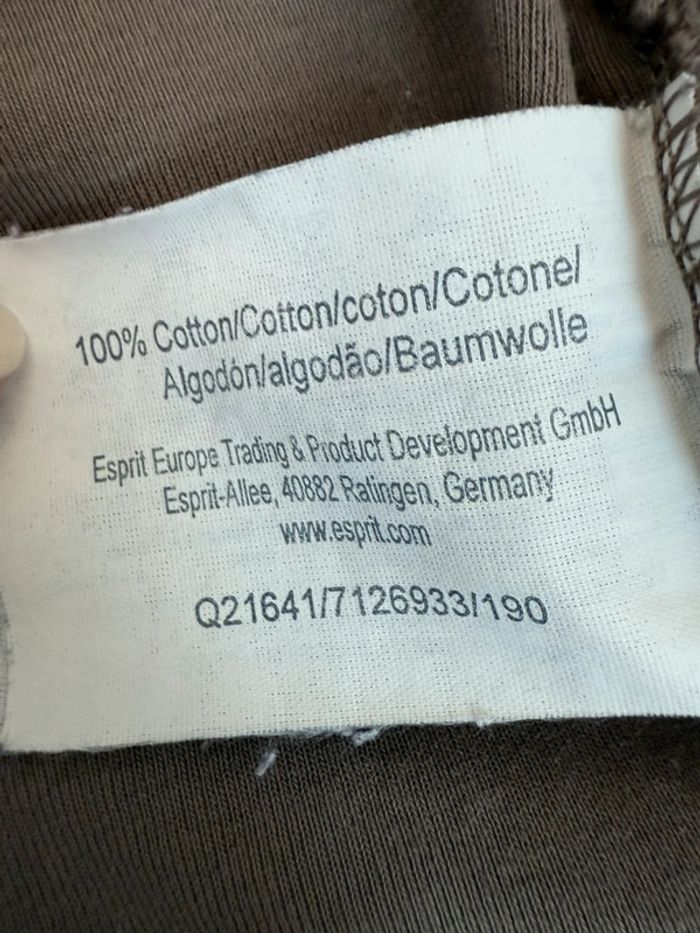 100% Cotton/Cotton/coton/Cotone/
Algodón/algodão/Baumwolle
Esprit Europe Trading & Product Development GmbH
Esprit-Allee, 40882 Ratingen, Germany
www.esprit.com
Q21641/7126933/190